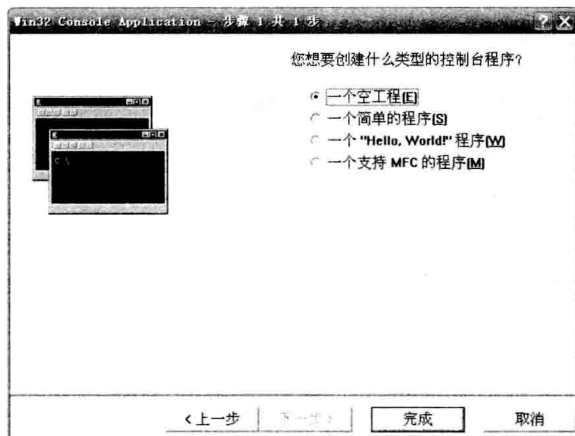 Win32 Console Application - 步骤 1 共 1 步
您想要创建什么类型的控制台程序?
一个空工程(E)
一个简单的程序(S)
一个 "Hello, World!" 程序(W)
一个支持 MFC 的程序(M)
C:\
<上一步
下一步>
完成
取消